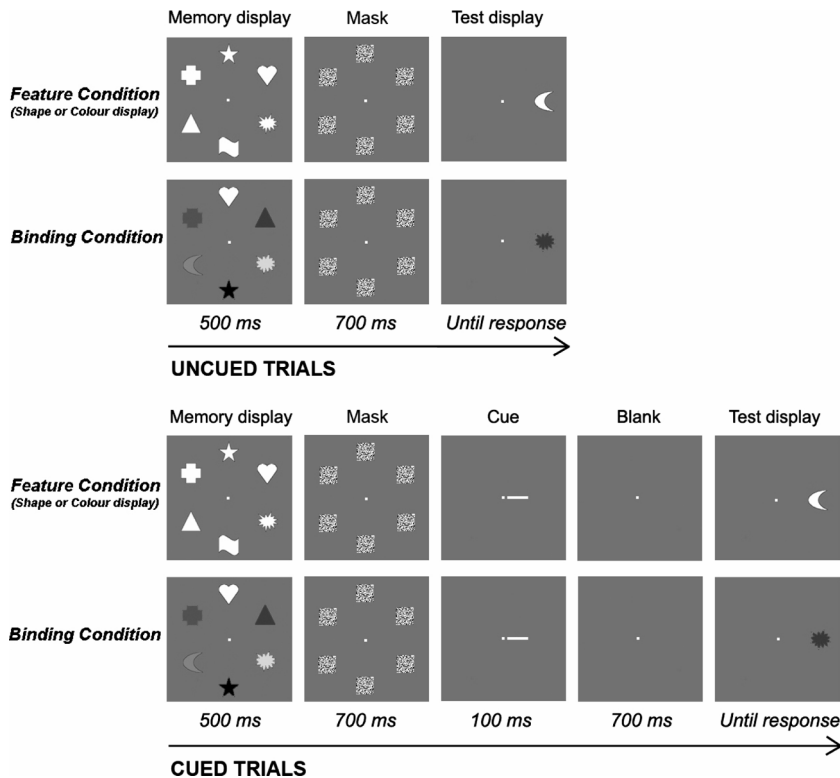 Memory display Mask Test display
Feature Condition
(Shape or Colour display)
Binding Condition
500 ms 700 ms Until response
UNCUED TRIALS
Memory display Mask Cue Blank Test display
Feature Condition
(Shape or Colour display)
Binding Condition
500 ms 700 ms 100 ms 700 ms Until response
CUED TRIALS